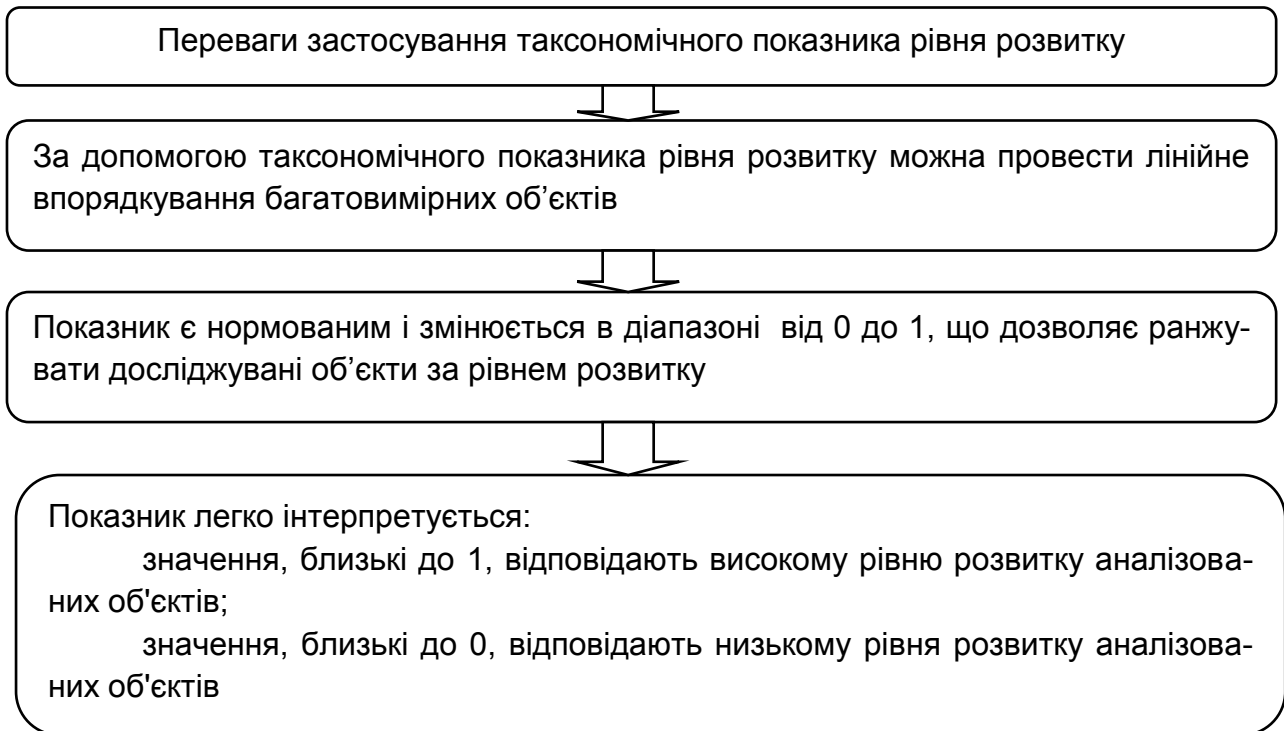 Переваги застосування таксономічного показника рівня розвитку
За допомогою таксономічного показника рівня розвитку можна провести лінійне
впорядкування багатовимірних об’єктів
Показник є нормованим і змінюється в діапазоні від 0 до 1, що дозволяє ранжу-
вати досліджувані об’єкти за рівнем розвитку
Показник легко інтерпретується:
значення, близькі до 1, відповідають високому рівню розвитку аналізова-
них об'єктів;
значення, близькі до 0, відповідають низькому рівня розвитку аналізова-
них об'єктів